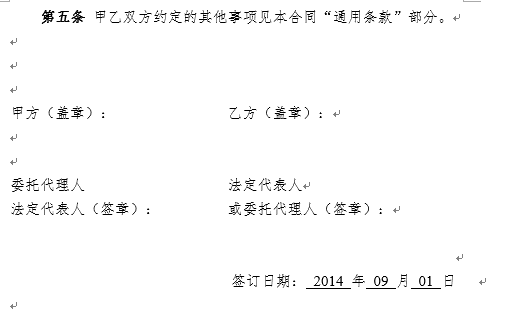 第五条 甲乙双方约定的其他事项见本合同“通用条款”部分。
甲方（盖章）： 乙方（盖章）：
委托代理人 法定代表人
法定代表人（签章）： 或委托代理人（签章）：
签订日期： 2014 年 09 月 01 日